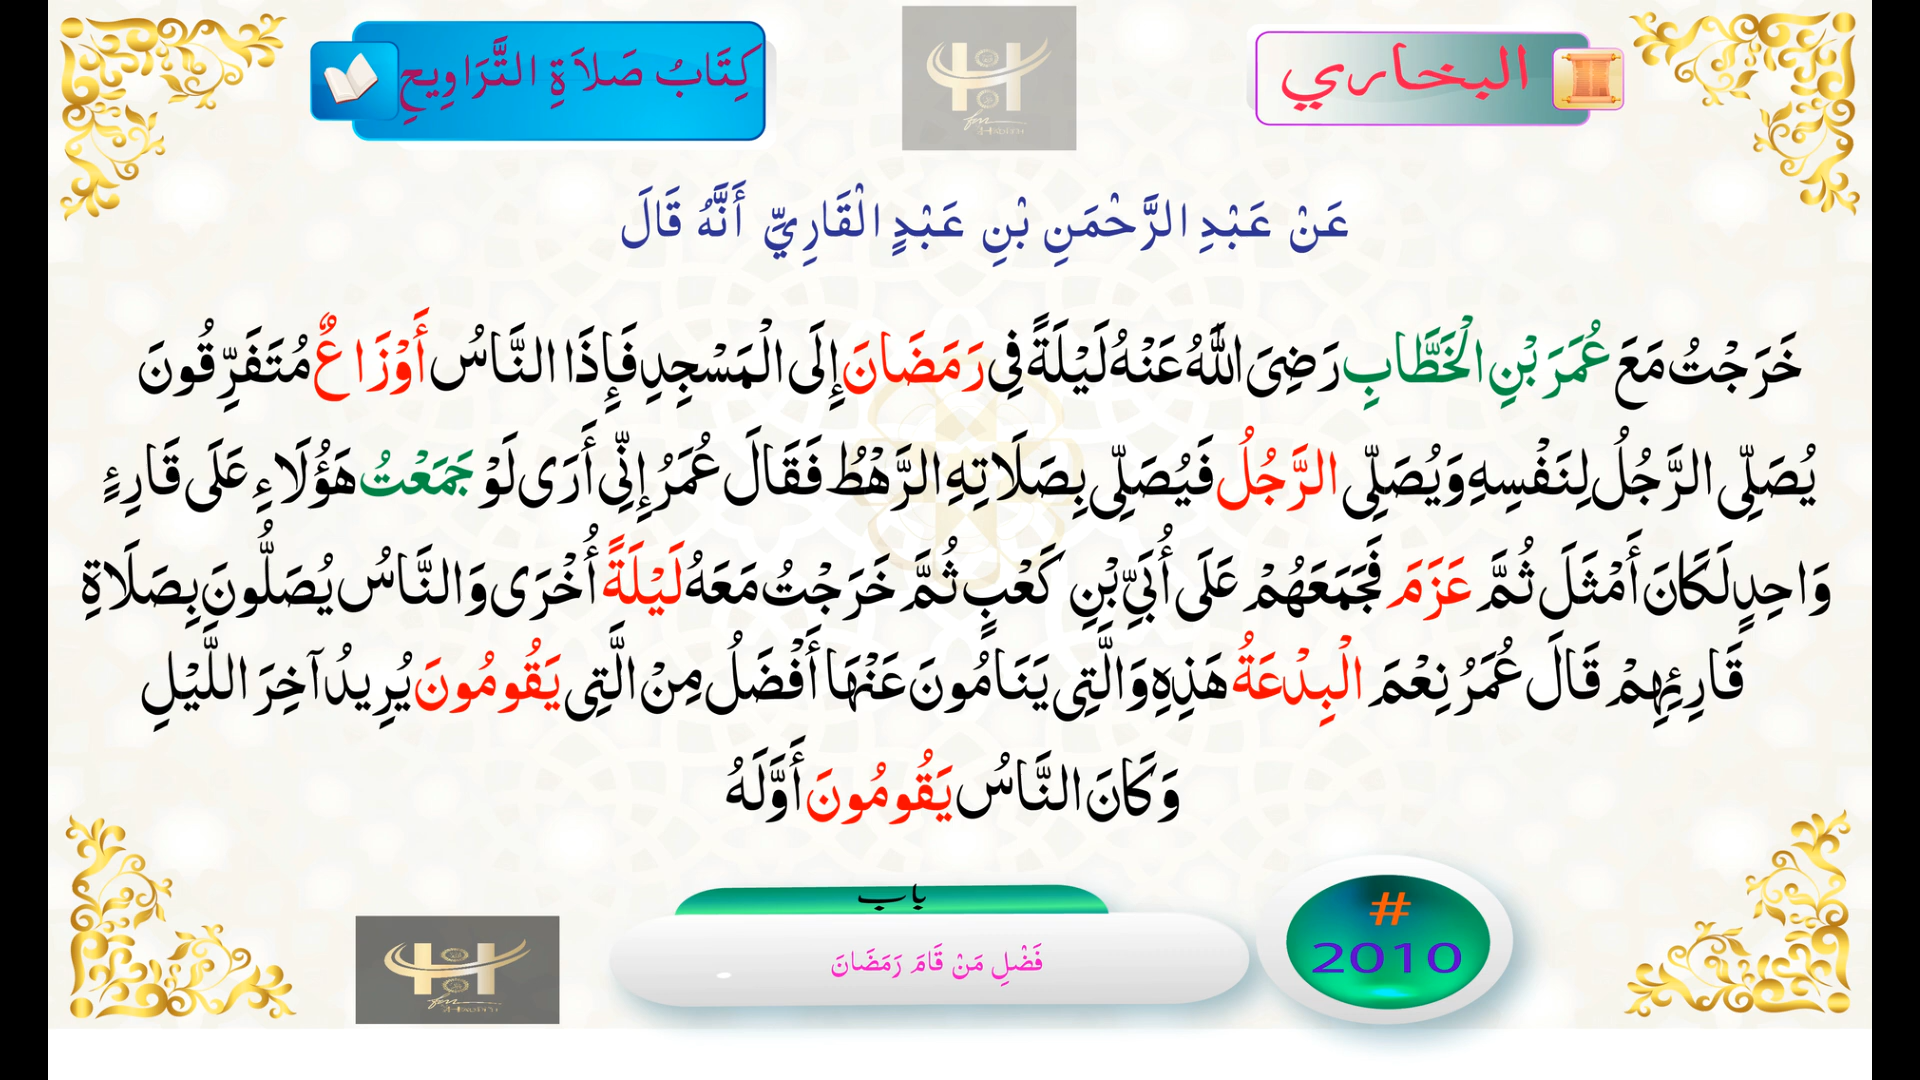 البخاري
كِتَابُ صَلاَةِ التَّرَاوِيحِ
عَنْ عَبْدِ الرَّحْمَنِ بْنِ عَبْدٍ الْقَارِيِّ أَنَّهُ قَالَ
خَرَجْتُ مَعَ عُمَرَ بْنِ الْخَطَّابِ رَضِيَ اللَّهُ عَنْهُ لَيْلَةً فِي رَمَضَانَ إِلَى الْمَسْجِدِ فَإِذَا النَّاسُ أَوْزَاعٌ مُتَفَرِّقُونَ
يُصَلِّي الرَّجُلُ لِنَفْسِهِ وَيُصَلِّي الرَّجُلُ فَيُصَلِّي بِصَلَاتِهِ الرَّهْطُ فَقَالَ عُمَرُ إِنِّي أَرَى لَوْ جَمَعْتُ هَؤُلَاءِ عَلَى قَارِئٍ
وَاحِدٍ لَكَانَ أَمْثَلَ ثُمَّ عَزَمَ فَجَمَعَهُمْ عَلَى أُبَيِّ بْنِ كَعْبٍ ثُمَّ خَرَجْتُ مَعَهُ لَيْلَةً أُخْرَى وَالنَّاسُ يُصَلُّونَ بِصَلَاةِ
قَارِئِهِمْ قَالَ عُمَرُ نِعْمَ الْبِدْعَةُ هَذِهِ وَالَّتِي يَنَامُونَ عَنْهَا أَفْضَلُ مِنْ الَّتِي يَقُومُونَ يُرِيدُ آخِرَ اللَّيْلِ
وَكَانَ النَّاسُ يَقُومُونَ أَوَّلَهُ
باب
فَضْلِ مَنْ قَامَ رَمَضَانَ
#
2010